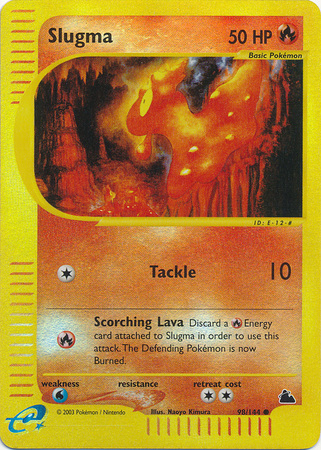 Slugma 50 HP
Basic Pokémon
ID: E-12-#
Tackle 10
Scorching Lava Discard a Energy
card attached to Slugma in order to use
this attack. The Defending Pokémon is now
Burned.
weakness resistance retreat cost
e
© 2003 Pokémon / Nintendo Illus. Naoyo Kimura 98/144